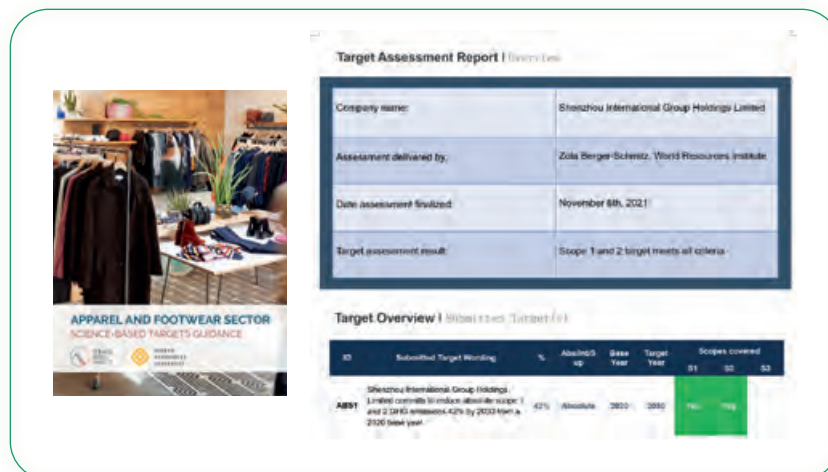 APPAREL AND FOOTWEAR SECTOR
SCIENCE-BASED TARGETS GUIDANCE
Target Assessment Report | Overview
Company name: Shenzhou International Group Holdings Limited
Assessment delivered by: Zola Berger-Schmitz, World Resources Institute
Date assessment finalized November 8th, 2021
Target assessment result: Scope 1 and 2 target meets all criteria
Target Overview | Submitted Target(s)
ID Submitted Target Wording % Abs/Int/S up Base Year Target Year Scopes covered
S1 S2 S3
ABS1 Shenzhou International Group Holdings
Limited commits to reduce absolute scope 1
and 2 GHG emissions 42% by 2030 from a
2020 base year.
42% Absolute 2020 2030 Yes Yes